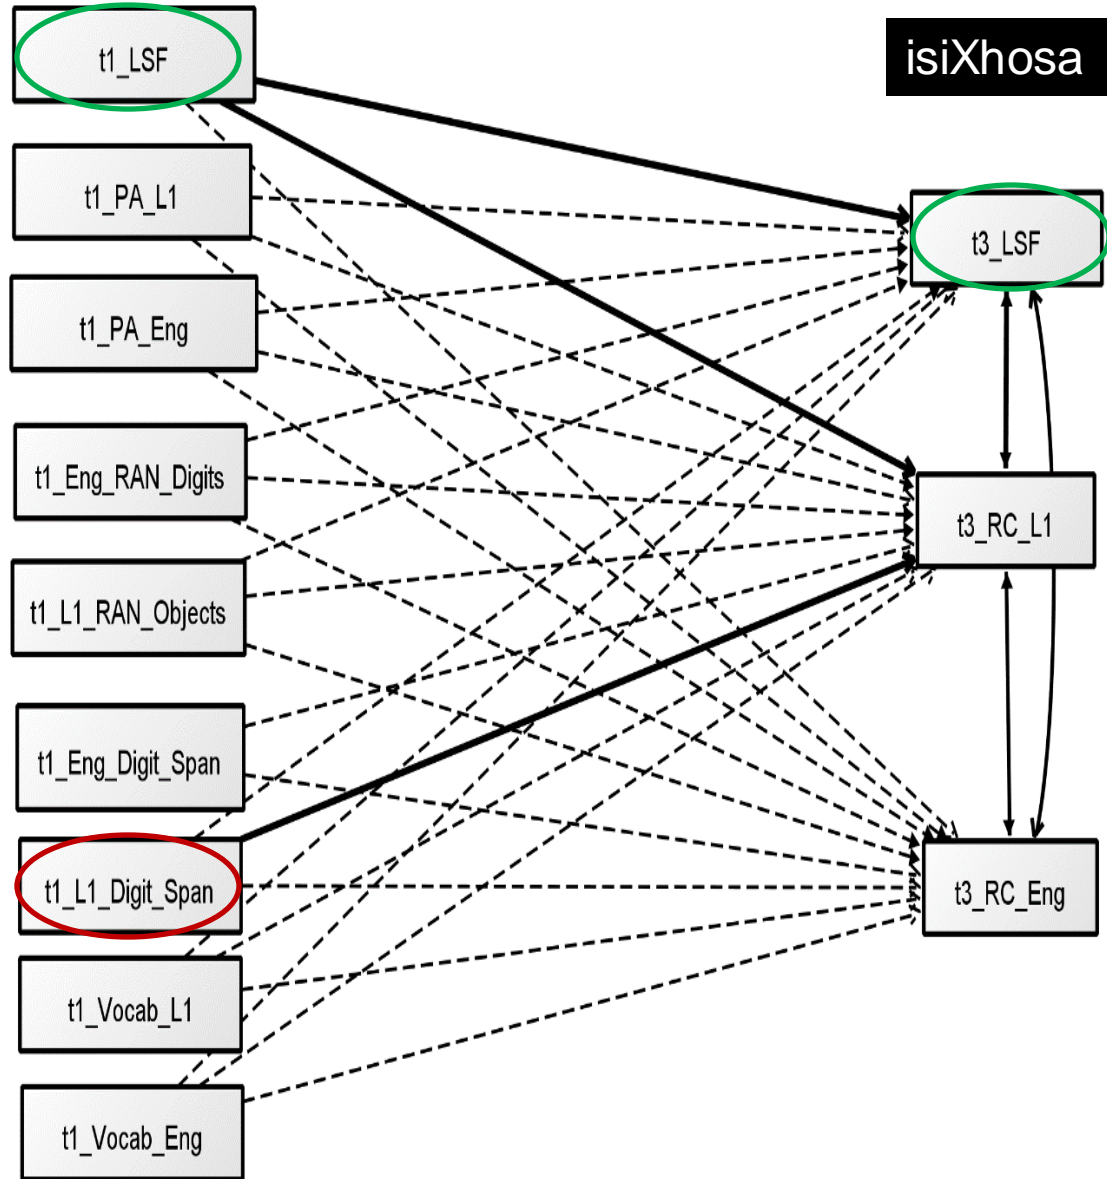 isiXhosa
t1_LSF
t1_PA_L1
t1_PA_Eng
t1_Eng_RAN_Digits
t1_L1_RAN_Objects
t1_Eng_Digit_Span
t1_L1_Digit_Span
t1_Vocab_L1
t1_Vocab_Eng
t3_LSF
t3_RC_L1
t3_RC_Eng